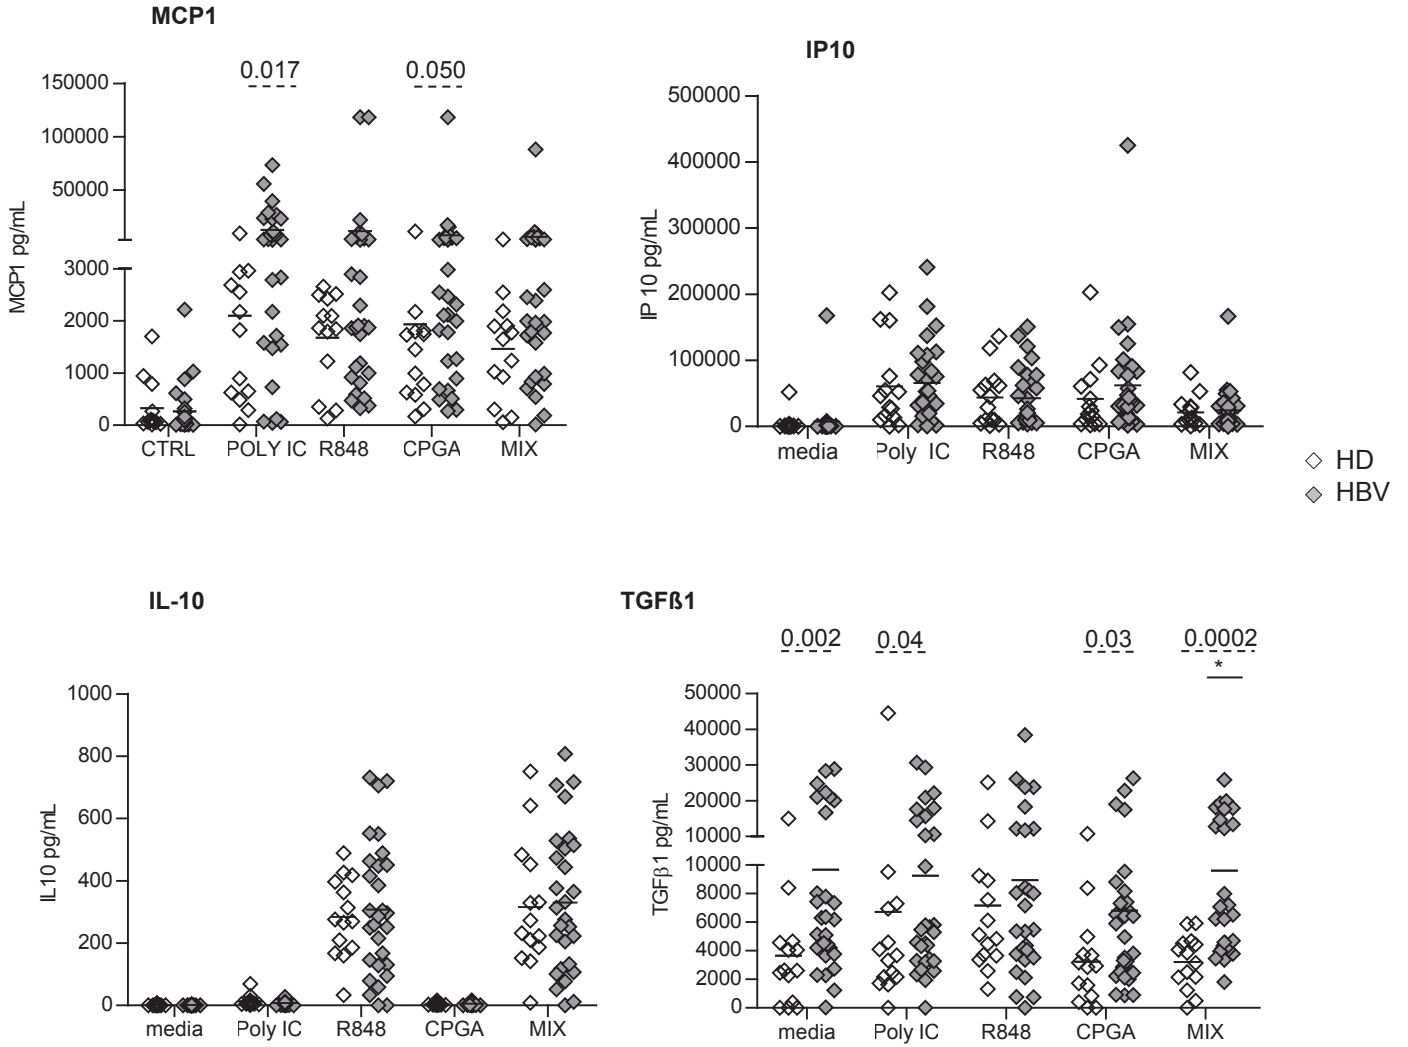 MCP1
0.017
0.050
150000
100000
50000
3000
2000
1000
0
MCP1 pg/mL
CTRL
POLY IC
R848
CPGA
MIX
IP10
500000
400000
300000
200000
100000
0
IP 10 pg/mL
media
Poly IC
R848
CPGA
MIX
HD
HBV
IL-10
1000
800
600
400
200
0
IL10 pg/mL
media
Poly IC
R848
CPGA
MIX
TGFß1
0.002
0.04
0.03
0.0002
*
50000
40000
30000
20000
10000
10000
8000
6000
4000
2000
0
TGFβ1 pg/mL
media
Poly IC
R848
CPGA
MIX